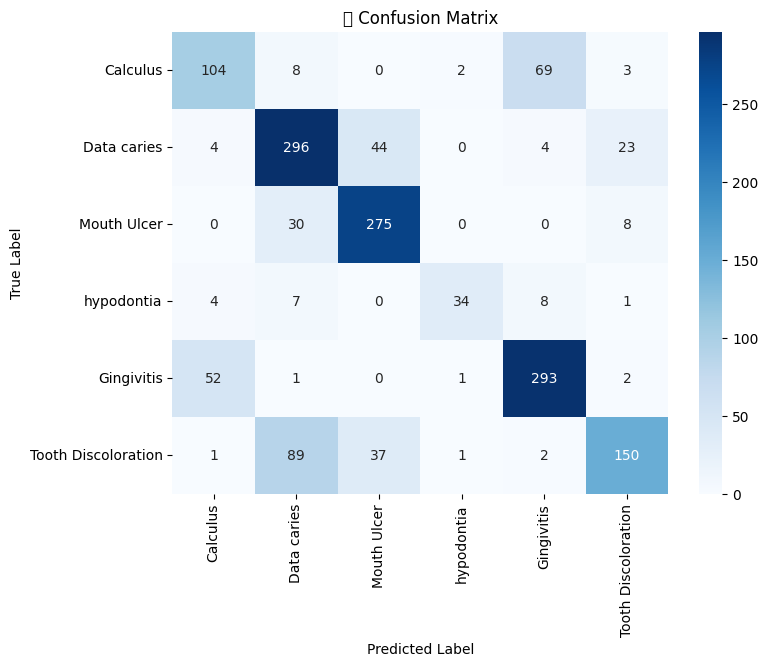 Confusion Matrix
Calculus 104 8 0 2 69 3
Data caries 4 296 44 0 4 23
Mouth Ulcer 0 30 275 0 0 8
hypodontia 4 7 0 34 8 1
Gingivitis 52 1 0 1 293 2
Tooth Discoloration 1 89 37 1 2 150
True Label
Calculus
Data caries
Mouth Ulcer
hypodontia
Gingivitis
Tooth Discoloration
Predicted Label
250
200
150
100
50
0